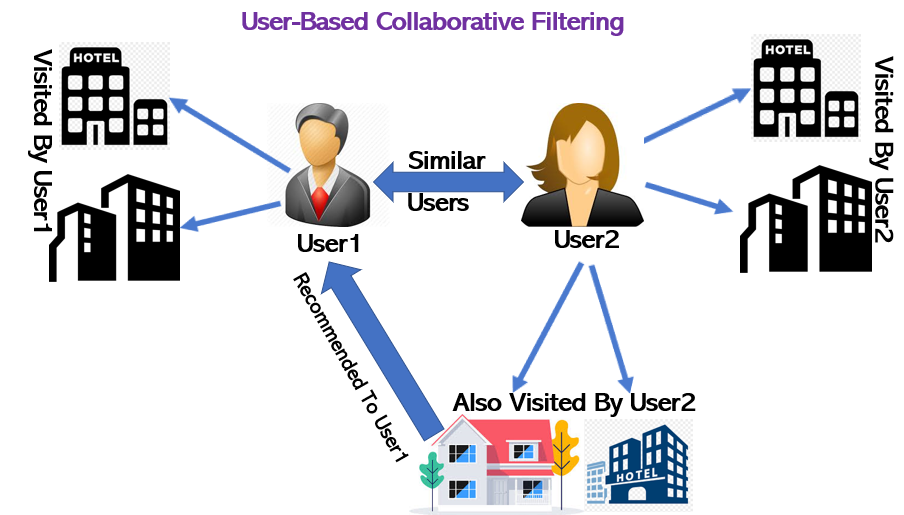 User-Based Collaborative Filtering
HOTEL
Visited By User1
Similar
Users
User1
User2
HOTEL
Visited By User2
Recommended To User1
Also Visited By User2
HOTEL